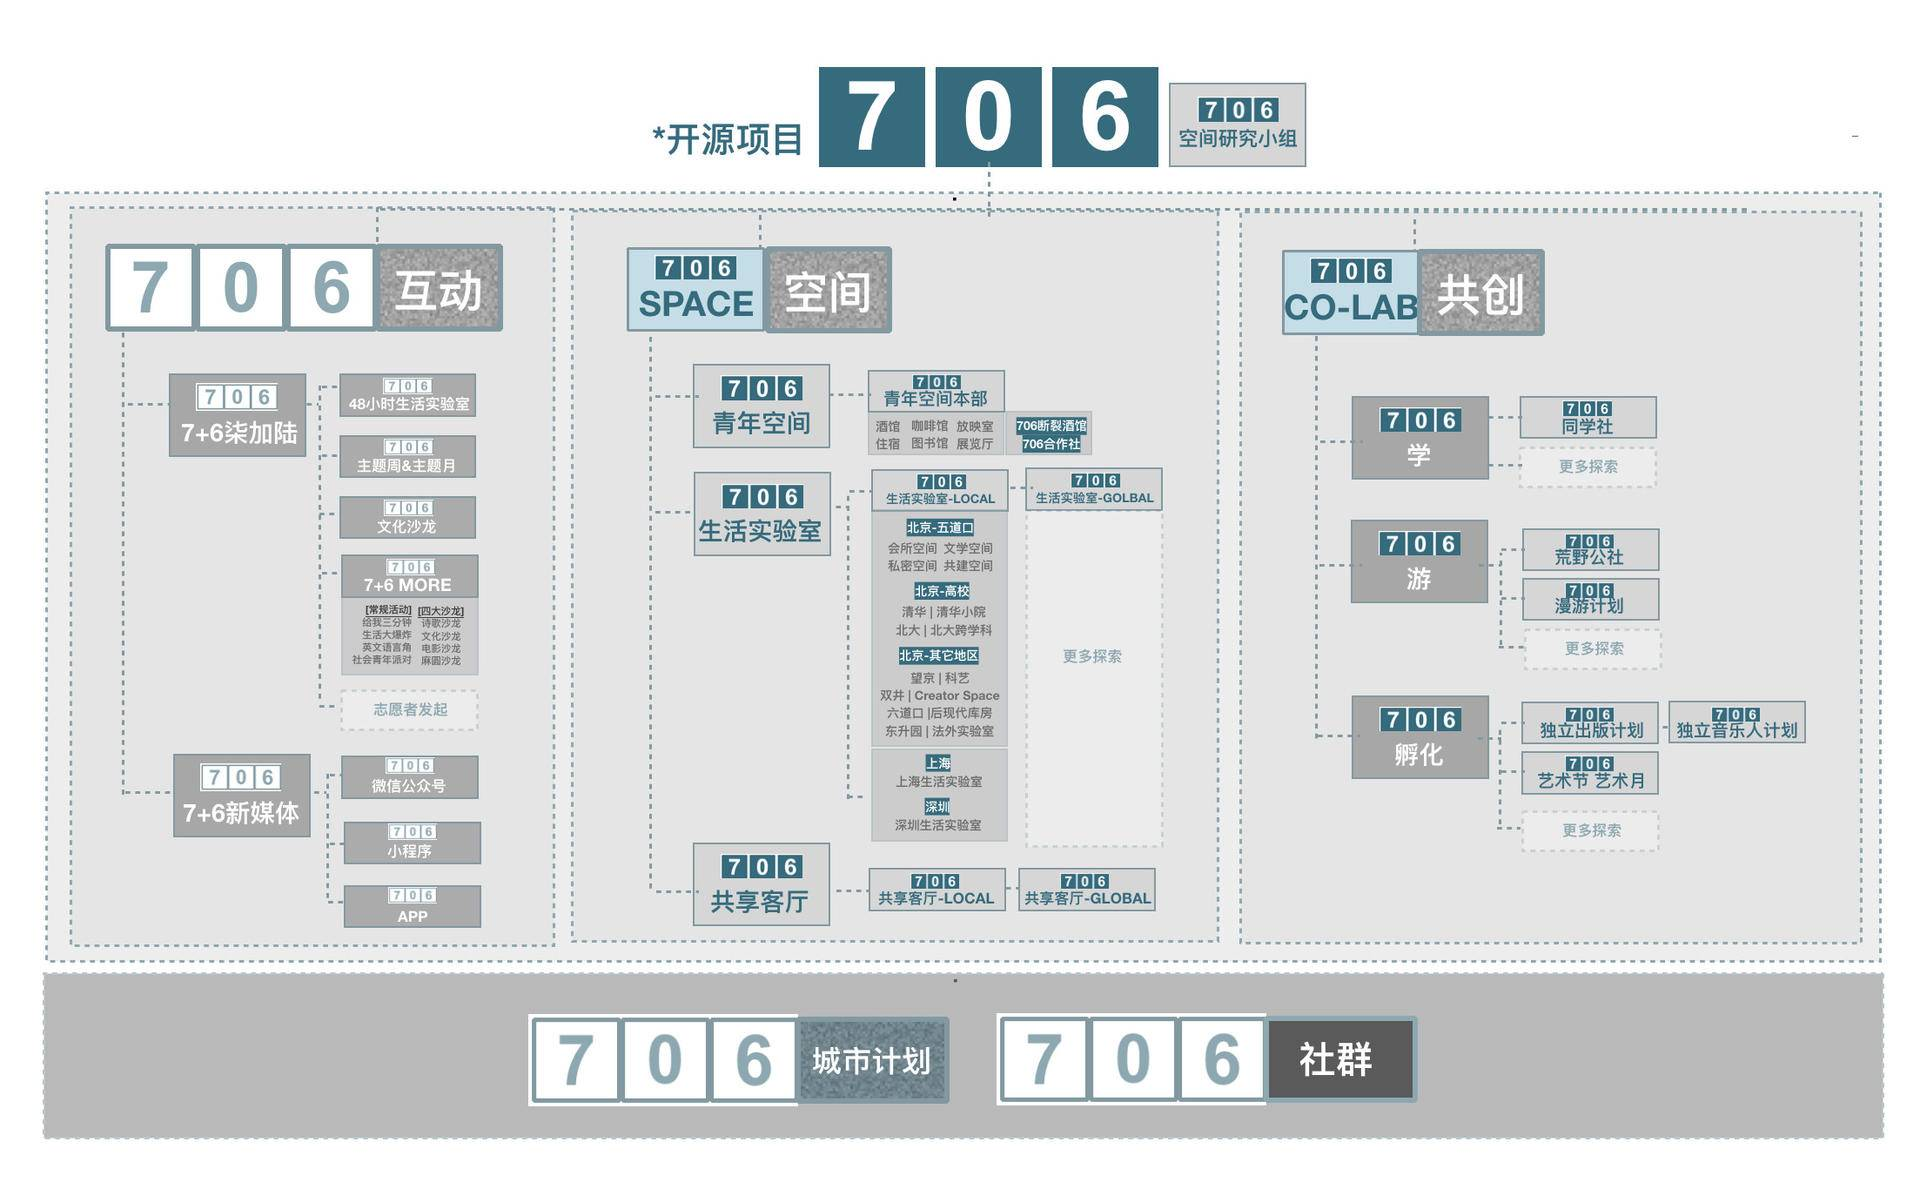 *开源项目 706
706
空间研究小组
706 互动
706
7+6柒加陆
706
48小时生活实验室
706
主题周&主题月
706
文化沙龙
706
7+6 MORE
[常规活动] [四大沙龙]
给我三分钟 诗歌沙龙
生活大爆炸 文化沙龙
英文语言角 电影沙龙
社会青年派对 麻圆沙龙
志愿者发起
706
7+6新媒体
706
微信公众号
706
小程序
706
APP
706
SPACE
空间
706
青年空间
706
青年空间本部
酒馆 咖啡馆 放映室
住宿 图书馆 展览厅
706断裂酒馆
706合作社
706
生活实验室
706
生活实验室-LOCAL
706
生活实验室-GOLBAL
北京-五道口
会所空间 文学空间
私密空间 共建空间
北京-高校
清华 | 清华小院
北大 | 北大跨学科
北京-其它地区
望京 | 科艺
双井 | Creator Space
六道口 |后现代库房
东升园 | 法外实验室
上海
上海生活实验室
深圳
深圳生活实验室
更多探索
706
共享客厅
706
共享客厅-LOCAL
706
共享客厅-GLOBAL
706
CO-LAB
共创
706
学
706
同学社
更多探索
706
游
706
荒野公社
706
漫游计划
更多探索
706
孵化
706
独立出版计划
706
独立音乐人计划
706
艺术节 艺术月
更多探索
706 城市计划
706 社群